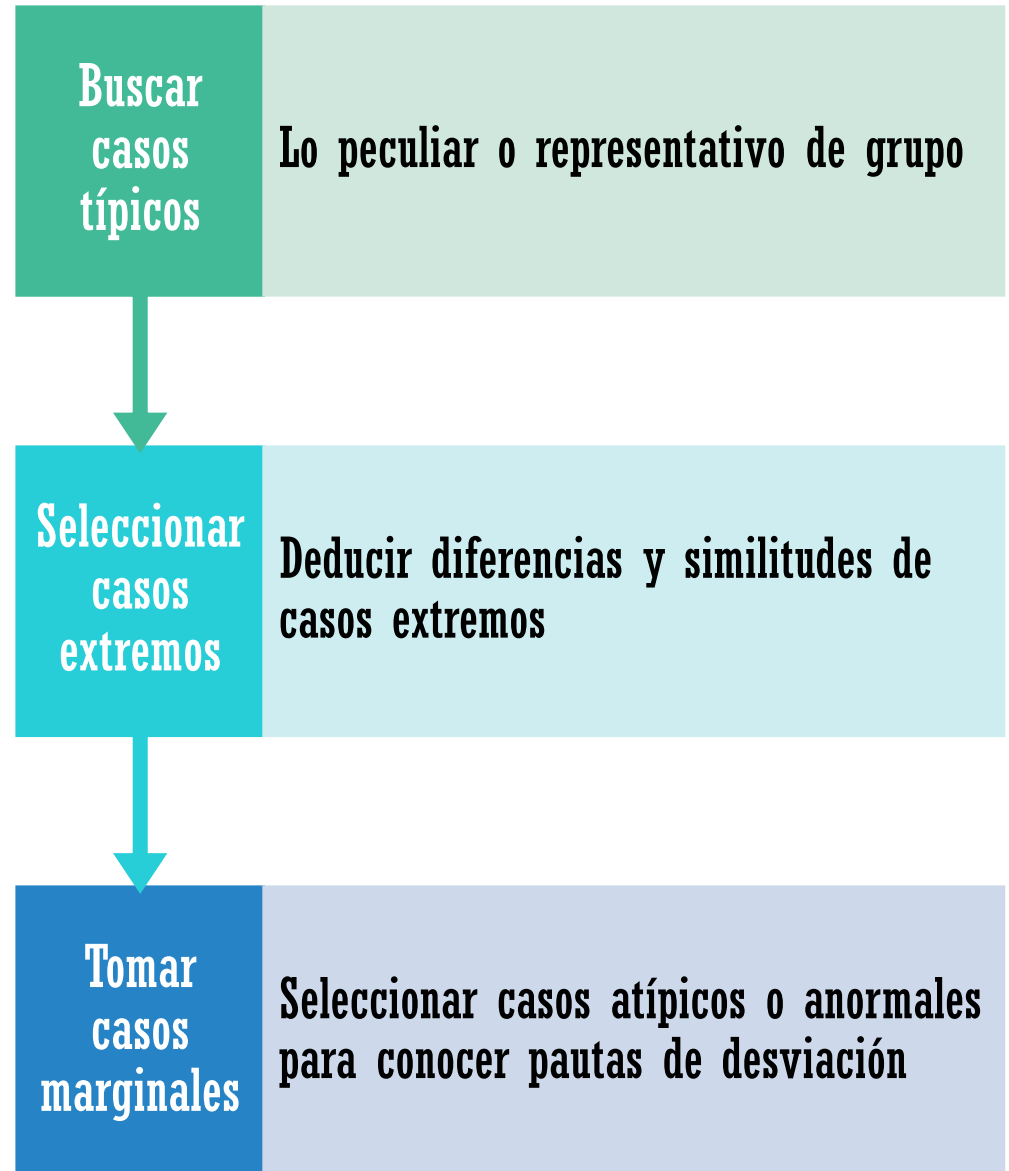 Buscar
casos
típicos
Lo peculiar o representativo de grupo
Seleccionar
casos
extremos
Deducir diferencias y similitudes de
casos extremos
Tomar
casos
marginales
Seleccionar casos atípicos o anormales
para conocer pautas de desviación